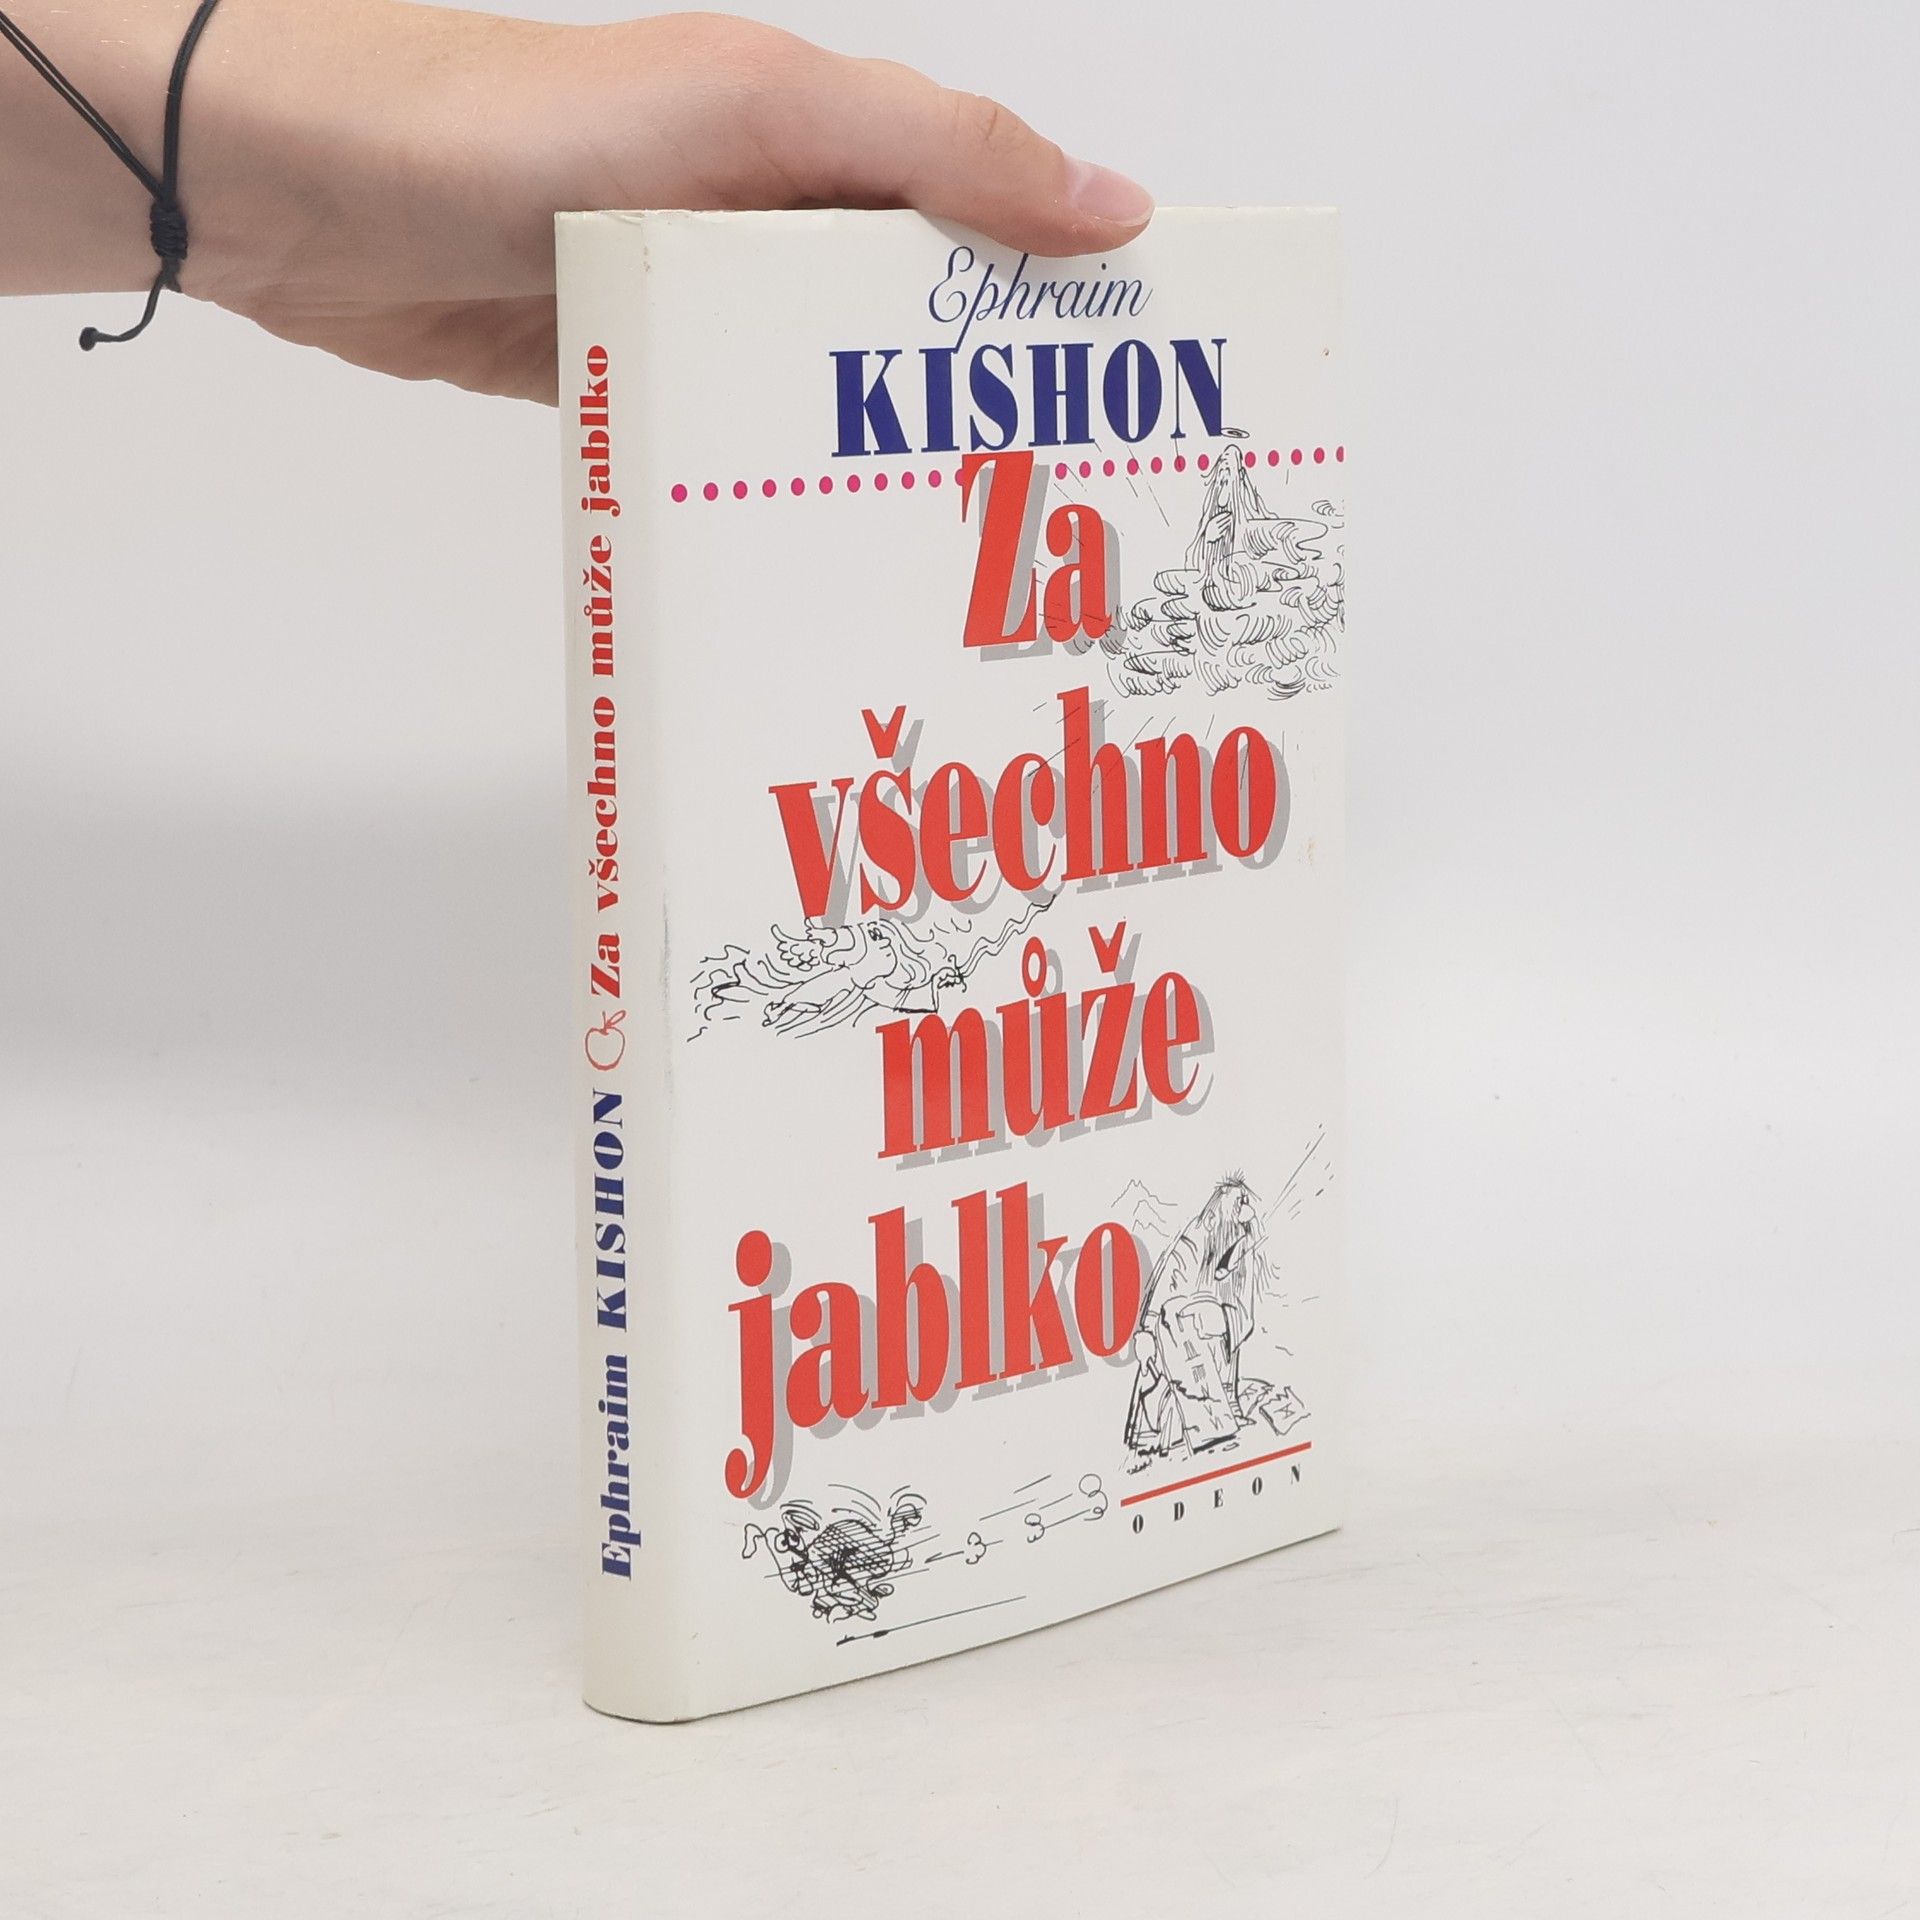 Ephraim KISHON Za všechno může jablko
Ephraim
KISHON
Za
všechno
může
jablko
ODEON